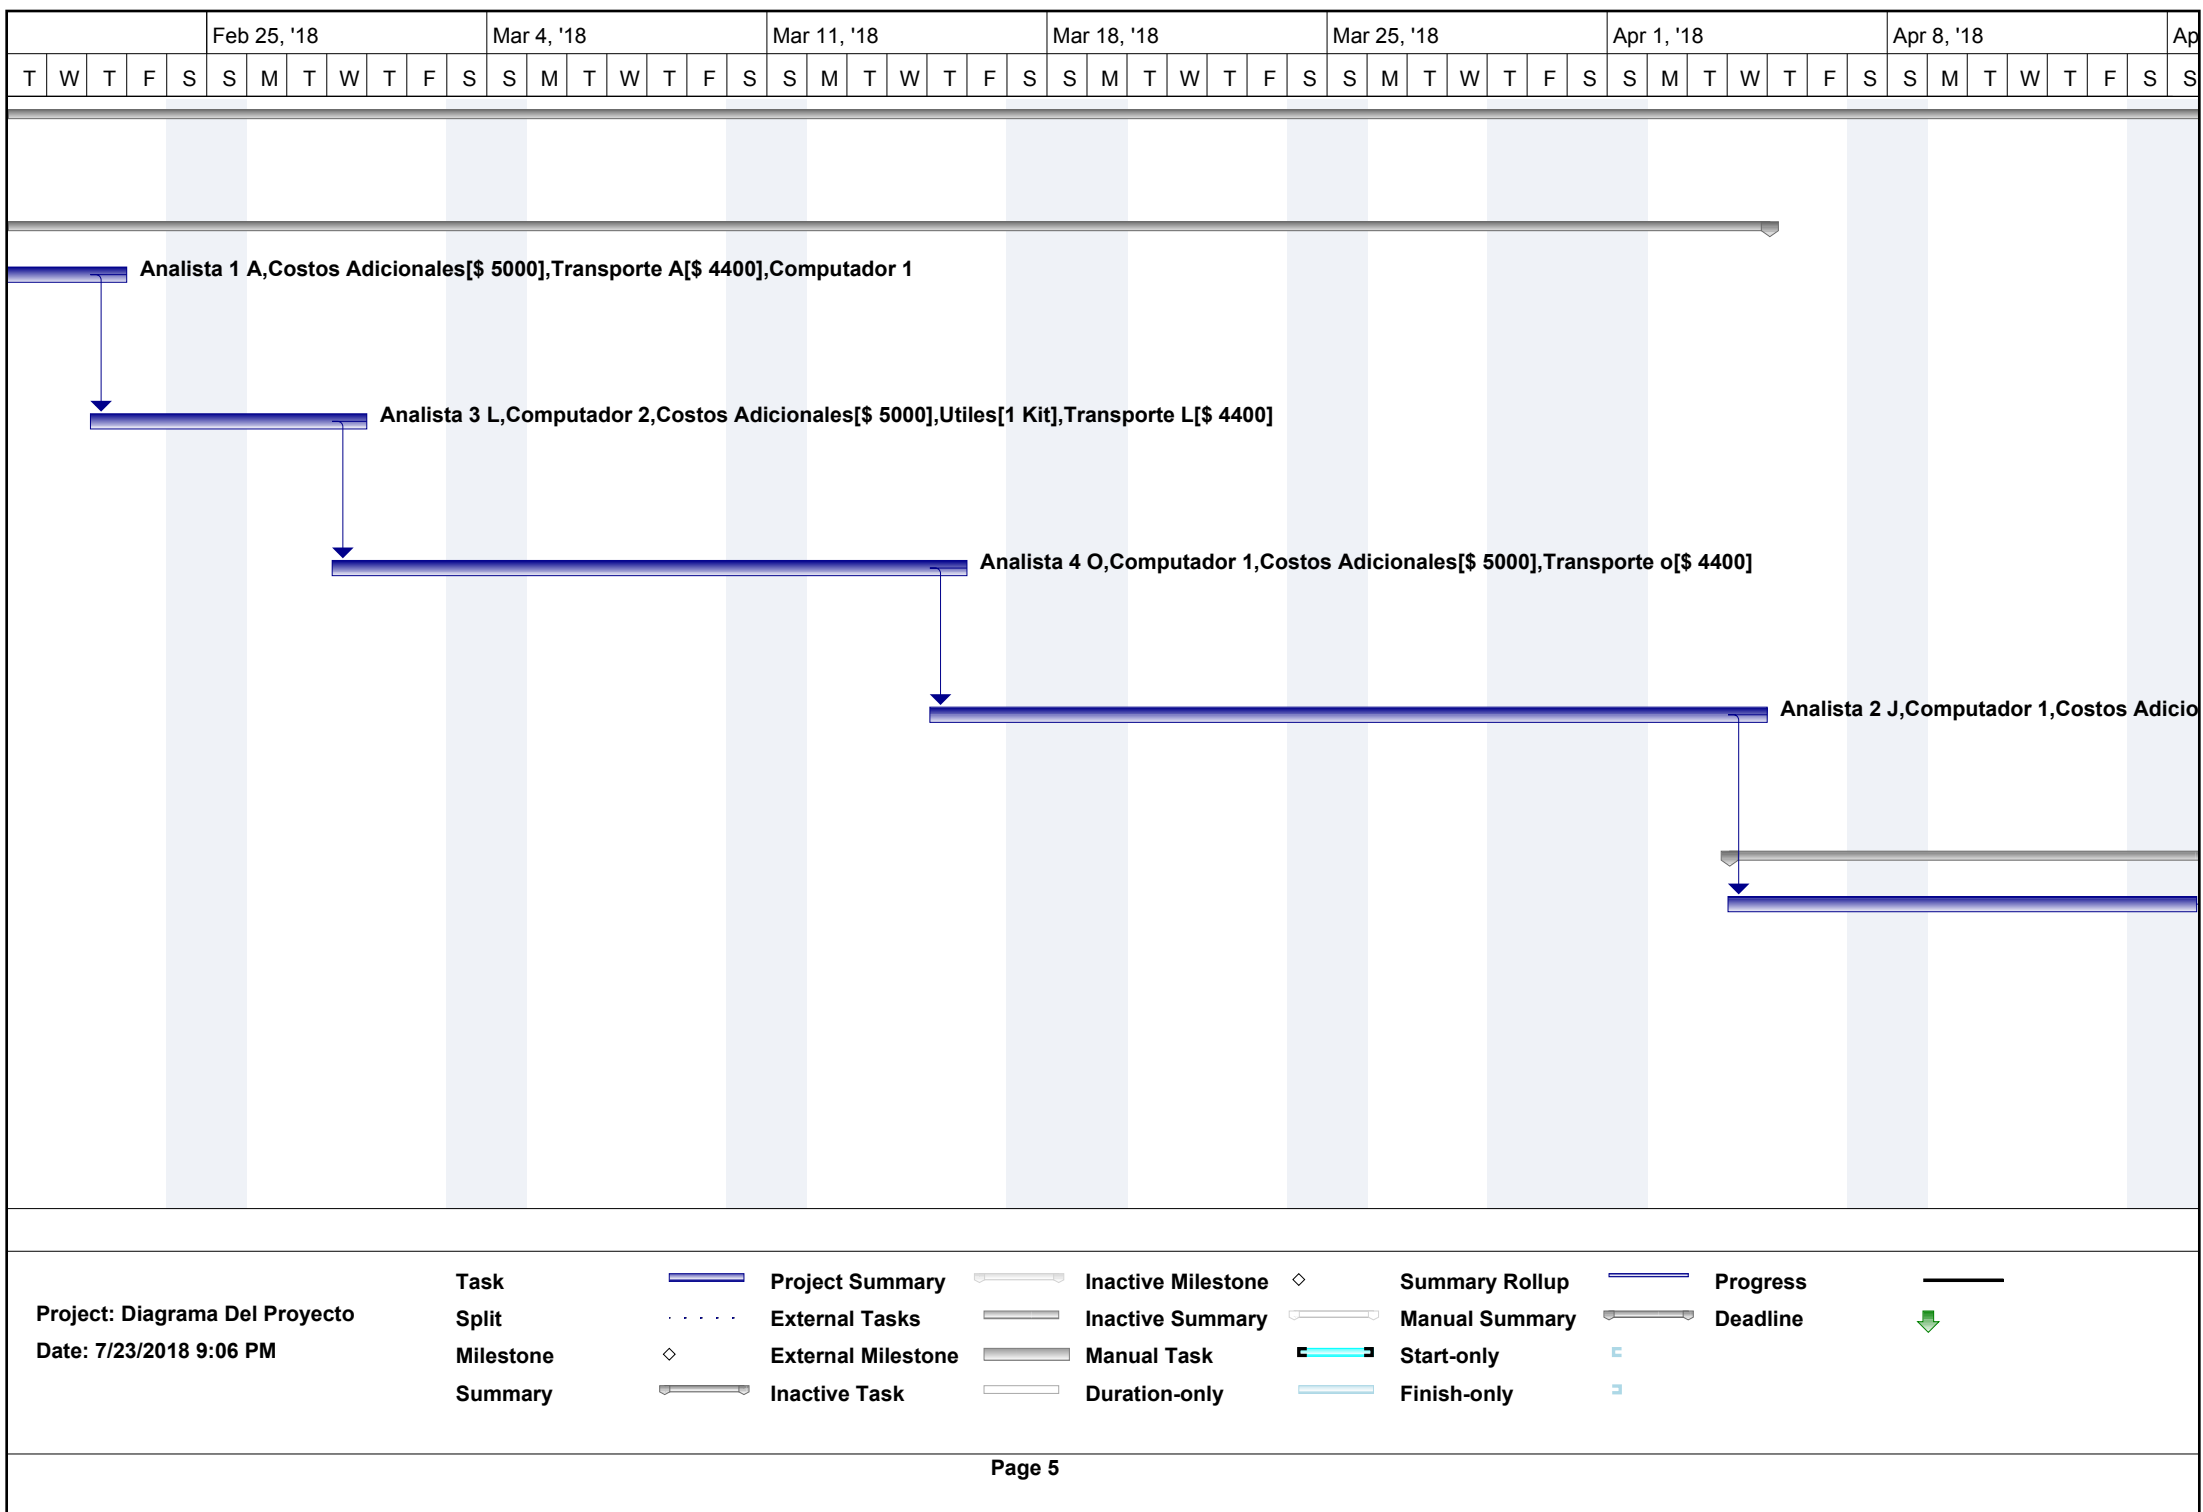 Feb 25, '18 Mar 4, '18 Mar 11, '18 Mar 18, '18 Mar 25, '18 Apr 1, '18 Apr 8, '18 Ap
T W T F S S M T W T F S S M T W T F S S M T W T F S S M T W T F S S M T W T F S S M T W T F S S M T W T F S S
Analista 1 A,Costos Adicionales[$ 5000],Transporte A[$ 4400],Computador 1
Analista 3 L,Computador 2,Costos Adicionales[$ 5000],Utiles[1 Kit],Transporte L[$ 4400]
Analista 4 O,Computador 1,Costos Adicionales[$ 5000],Transporte o[$ 4400]
Analista 2 J,Computador 1,Costos Adicio
Project: Diagrama Del Proyecto
Date: 7/23/2018 9:06 PM
Task Project Summary Inactive Milestone Summary Rollup Progress
Split External Tasks Inactive Summary Manual Summary Deadline
Milestone External Milestone Manual Task Start-only
Summary Inactive Task Duration-only Finish-only
Page 5